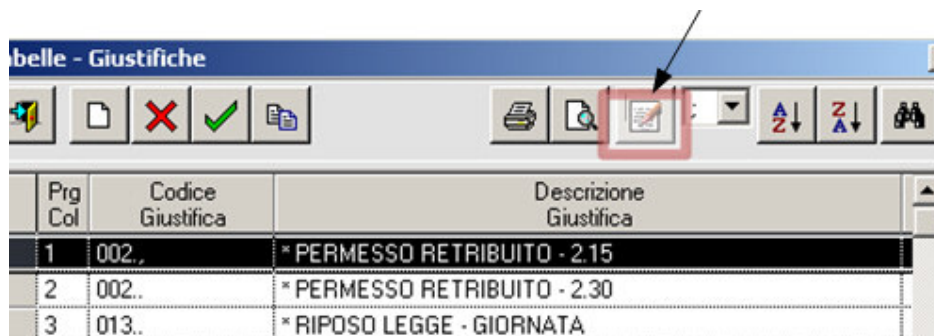 belle - Giustifiche
Prg Col Codice Giustifica Descrizione Giustifica
1 002., * PERMESSO RETRIBUITO - 2.15
2 002.. * PERMESSO RETRIBUITO - 2.30
3 013.. * RIPOSO LEGGE - GIORNATA